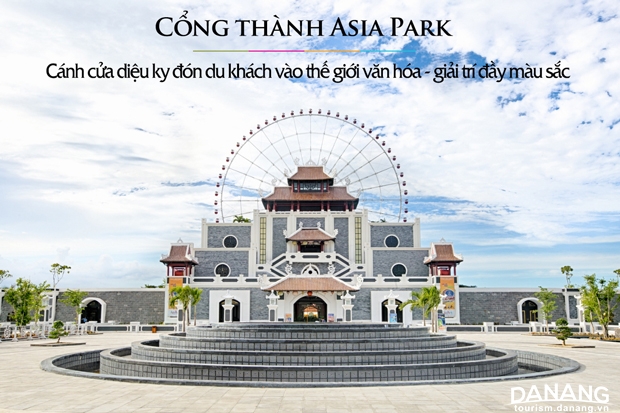 CỔNG THÀNH ASIA PARK
Cánh cửa diệu kỳ đón du khách vào thế giới văn hóa - giải trí đầy màu sắc
DANANG
tourism.danang.vn